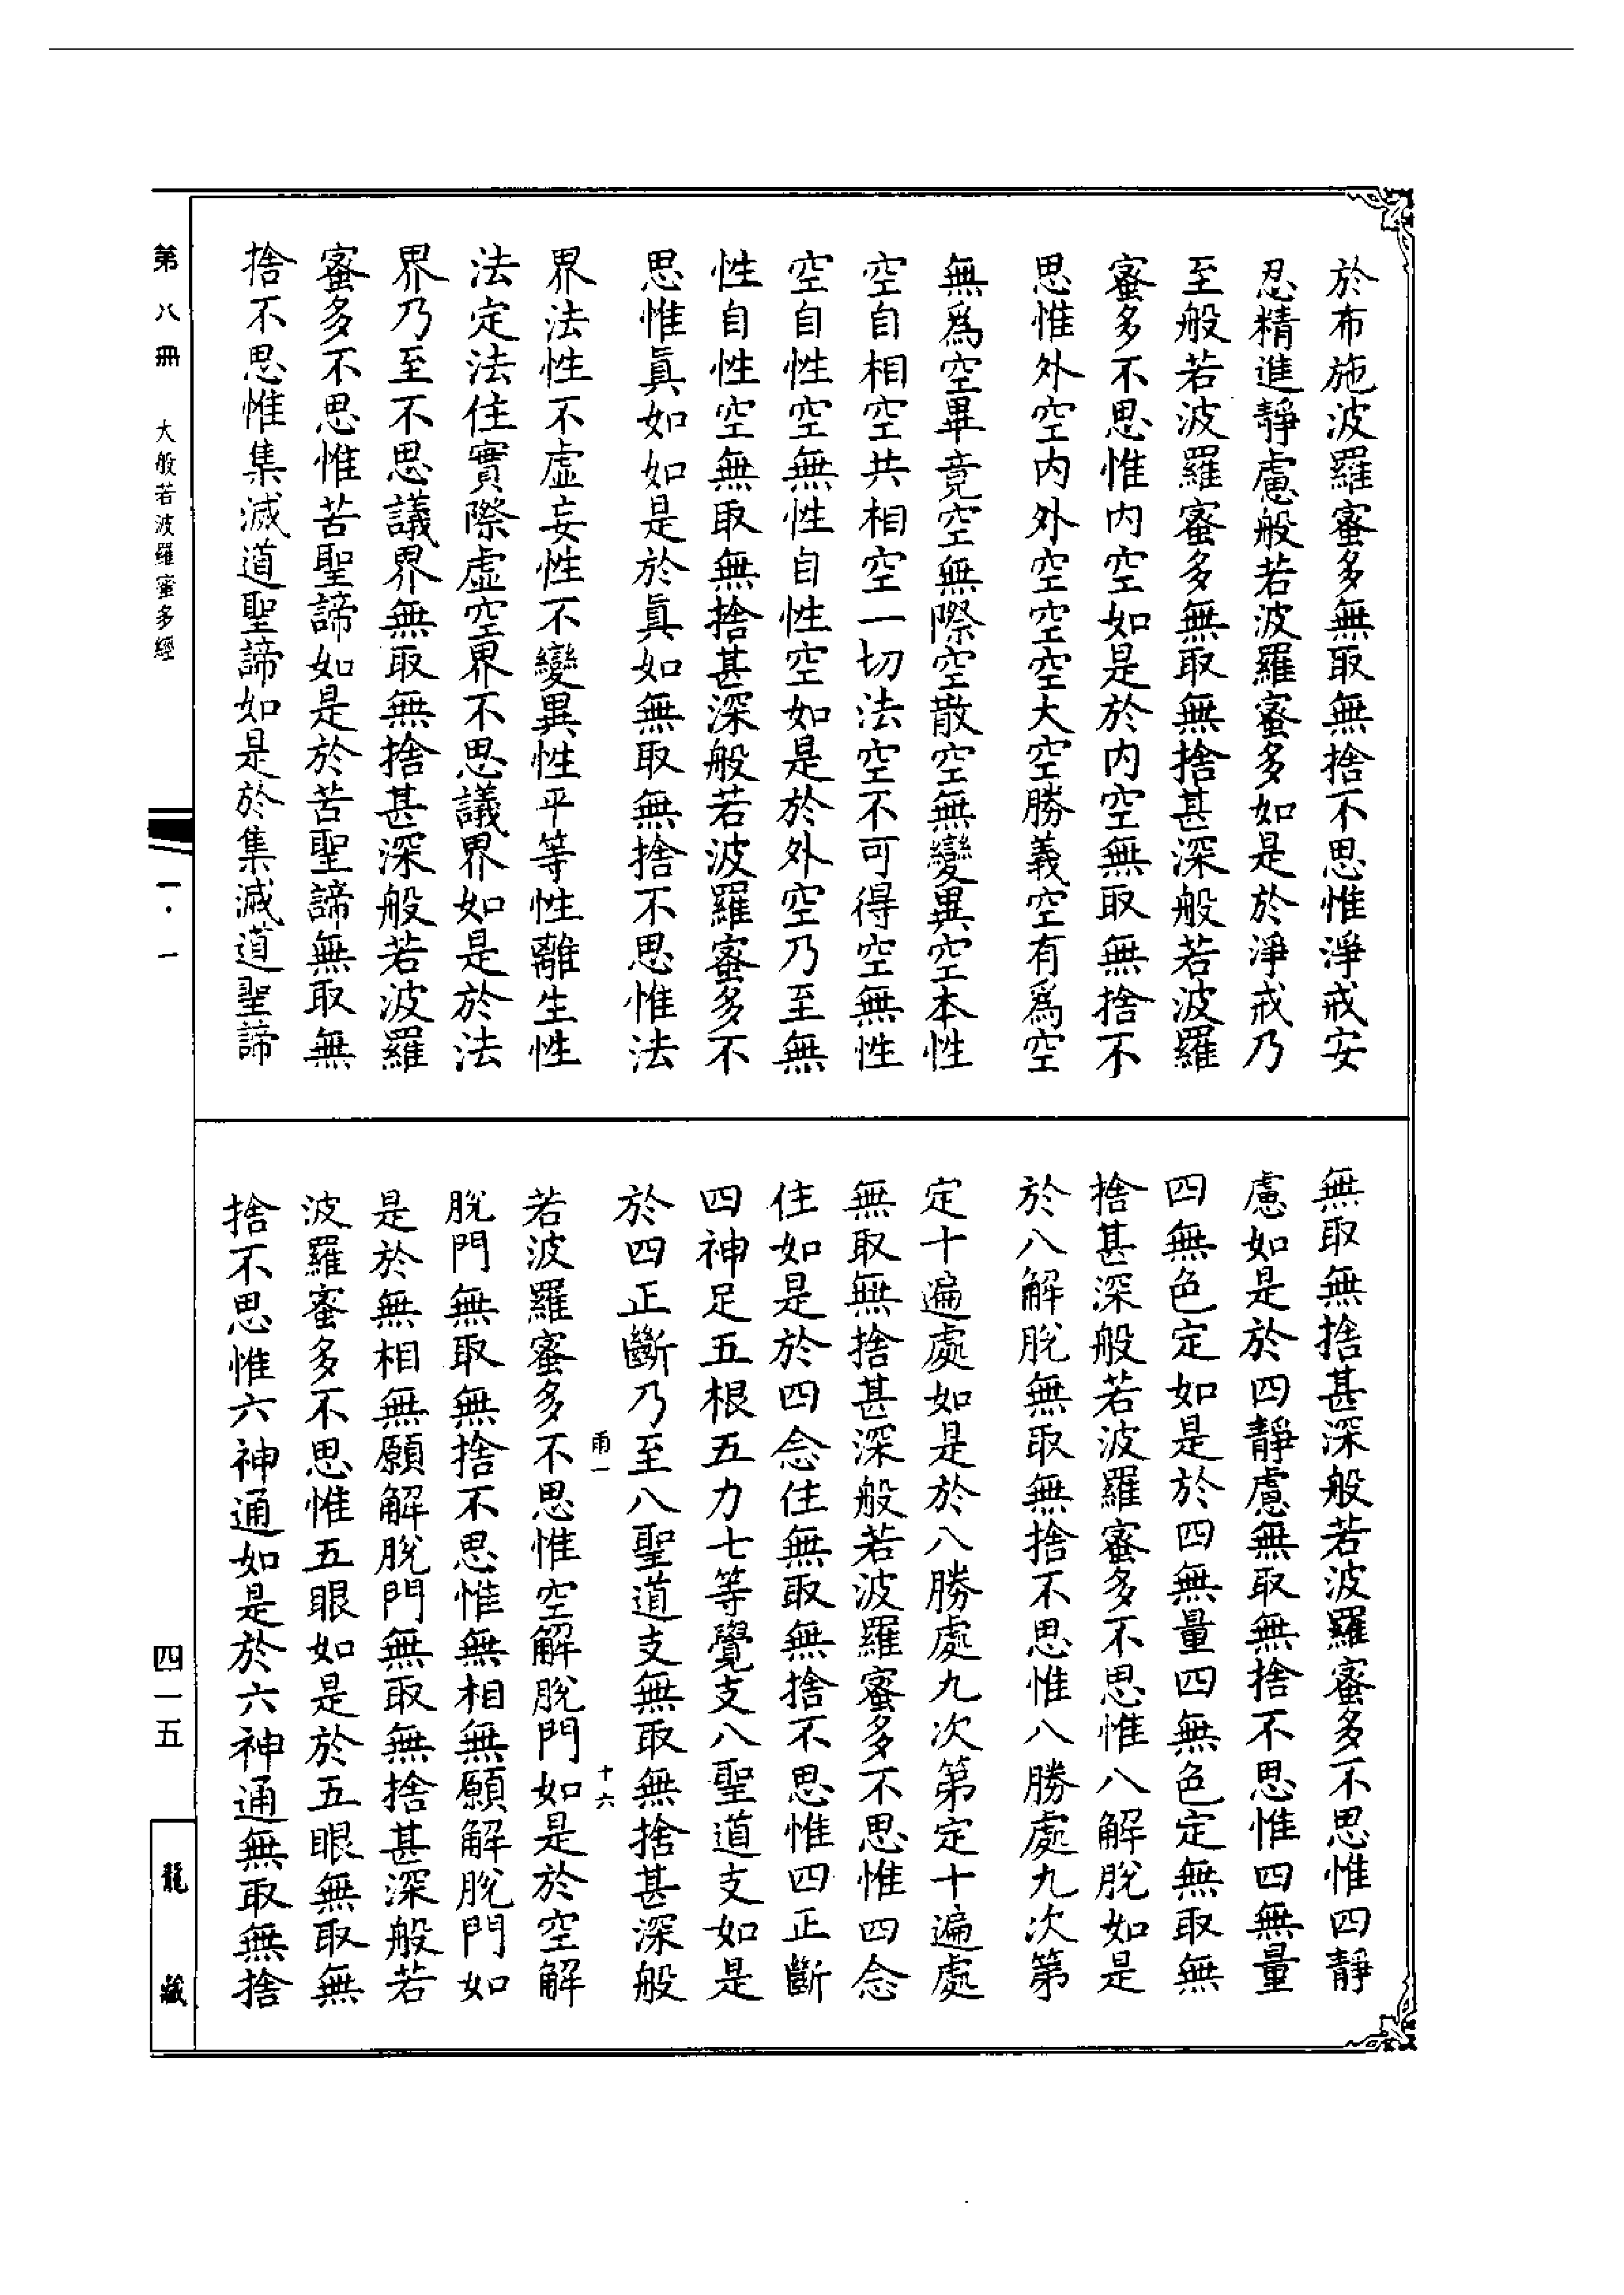 於布施波羅蜜多無取無捨不思惟淨戒安
忍精進靜慮般若波羅蜜多如是於淨戒乃
至般若波羅蜜多無取無捨甚深般若波羅
蜜多不思惟內空如是於內空無取無捨不
思惟外空內外空空空大空勝義空有爲空
無爲空畢竟空無際空散空無變異空本性
空自相空共相空一切法空不可得空無性
空自性空無性自性空如是於外空乃至無
性自性空無取無捨甚深般若波羅蜜多不
思惟眞如如是於眞如無取無捨不思惟法
界法性不虛妄性不變異性平等性離生性
法定法住實際虛空界不思議界如是於法
界乃至不思議界無取無捨甚深般若波羅
蜜多不思惟苦聖諦如是於苦聖諦無取無
捨不思惟集滅道聖諦如是於集滅道聖諦
無取無捨甚深般若波羅蜜多不思惟四靜
慮如是於四靜慮無取無捨不思惟四無量
四無色定如是於四無量四無色定無取無
捨甚深般若波羅蜜多不思惟八解脫如是
於八解脫無取無捨不思惟八勝處九次第
定十遍處如是於八勝處九次第定十遍處
無取無捨甚深般若波羅蜜多不思惟四念
住如是於四念住無取無捨不思惟四正斷
四神足五根五力七等覺支八聖道支如是
於四正斷乃至八聖道支無取無捨甚深般
雨一 十六
若波羅蜜多不思惟空解脫門如是於空解
脫門無取無捨不思惟無相無願解脫門如
是於無相無願解脫門無取無捨甚深般若
波羅蜜多不思惟五眼如是於五眼無取無
捨不思惟六神通如是於六神通無取無捨
第八冊 大般若波羅蜜多經 一·一 四一五 龍藏